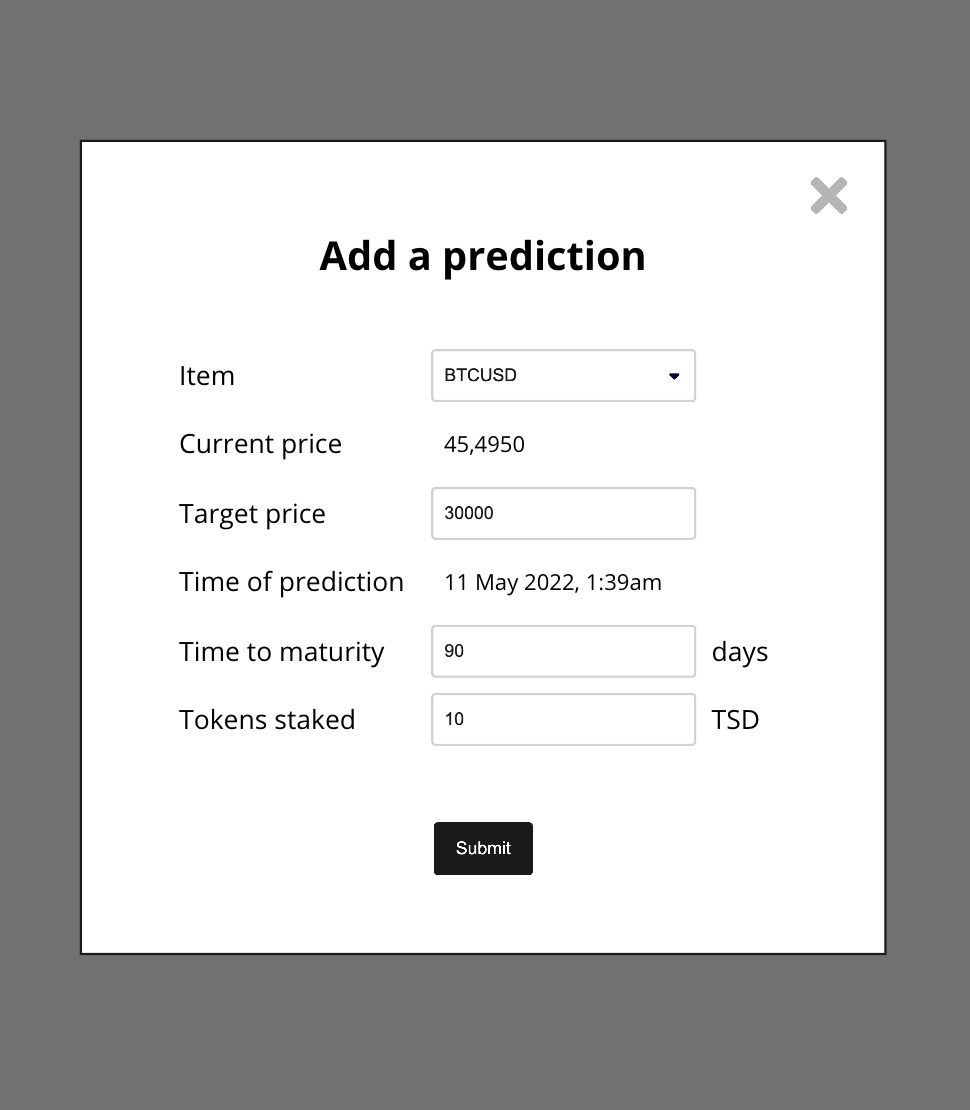 Add a prediction
Item BTCUSD
Current price 45,4950
Target price 30000
Time of prediction 11 May 2022, 1:39am
Time to maturity 90 days
Tokens staked 10 TSD
Submit